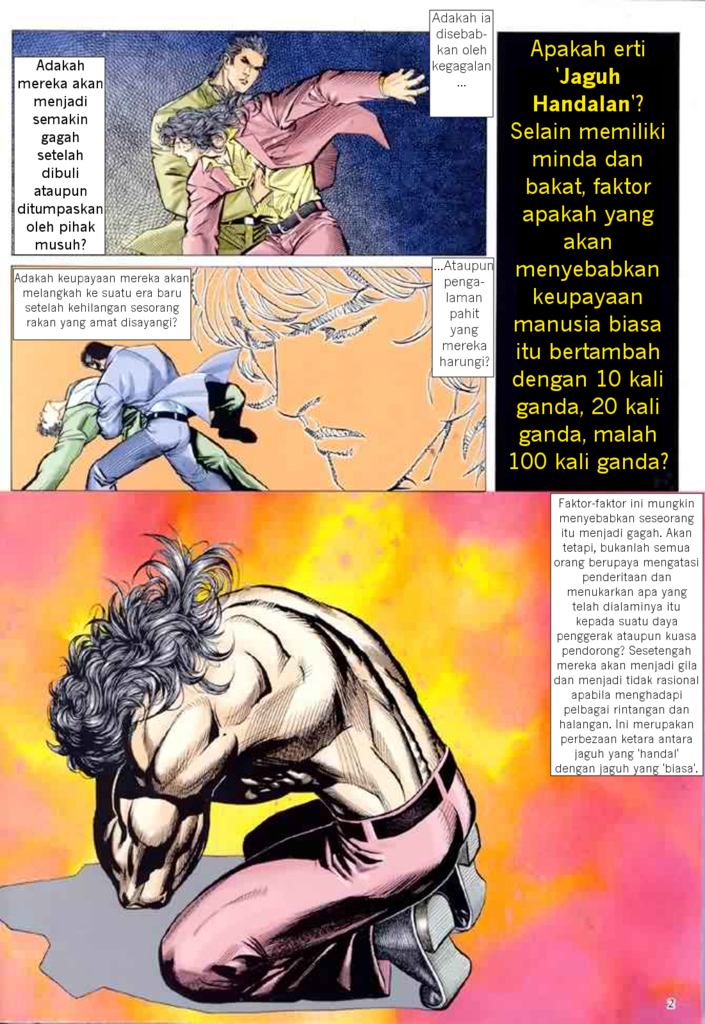 Apakah erti
'Jaguh
Handalan'?
Selain memiliki
minda dan
bakat, faktor
apakah yang
akan
menyebabkan
keupayaan
manusia biasa
itu bertambah
dengan 10 kali
ganda, 20 kali
ganda, malah
100 kali ganda?
Adakah
mereka akan
menjadi
semakin
gagah
setelah
dibuli
ataupun
ditumpaskan
oleh pihak
musuh?
Adakah ia
disebab-
kan oleh
kegagalan
...
Adakah keupayaan mereka akan
melangkah ke suatu era baru
setelah kehilangan sesorang
rakan yang amat disayangi?
...Ataupun
penga-
laman
pahit
yang
mereka
harungi?
Faktor-faktor ini mungkin
menyebabkan seseorang
itu menjadi gagah. Akan
tetapi, bukanlah semua
orang berupaya mengatasi
penderitaan dan
menukarkan apa yang
telah dialaminya itu
kepada suatu daya
penggerak ataupun kuasa
pendorong? Sesetengah
mereka akan menjadi gila
dan menjadi tidak rasional
apabila menghadapi
pelbagai rintangan dan
halangan. Ini merupakan
perbezaan ketara antara
jaguh yang 'handal'
dengan jaguh yang 'biasa'.
2